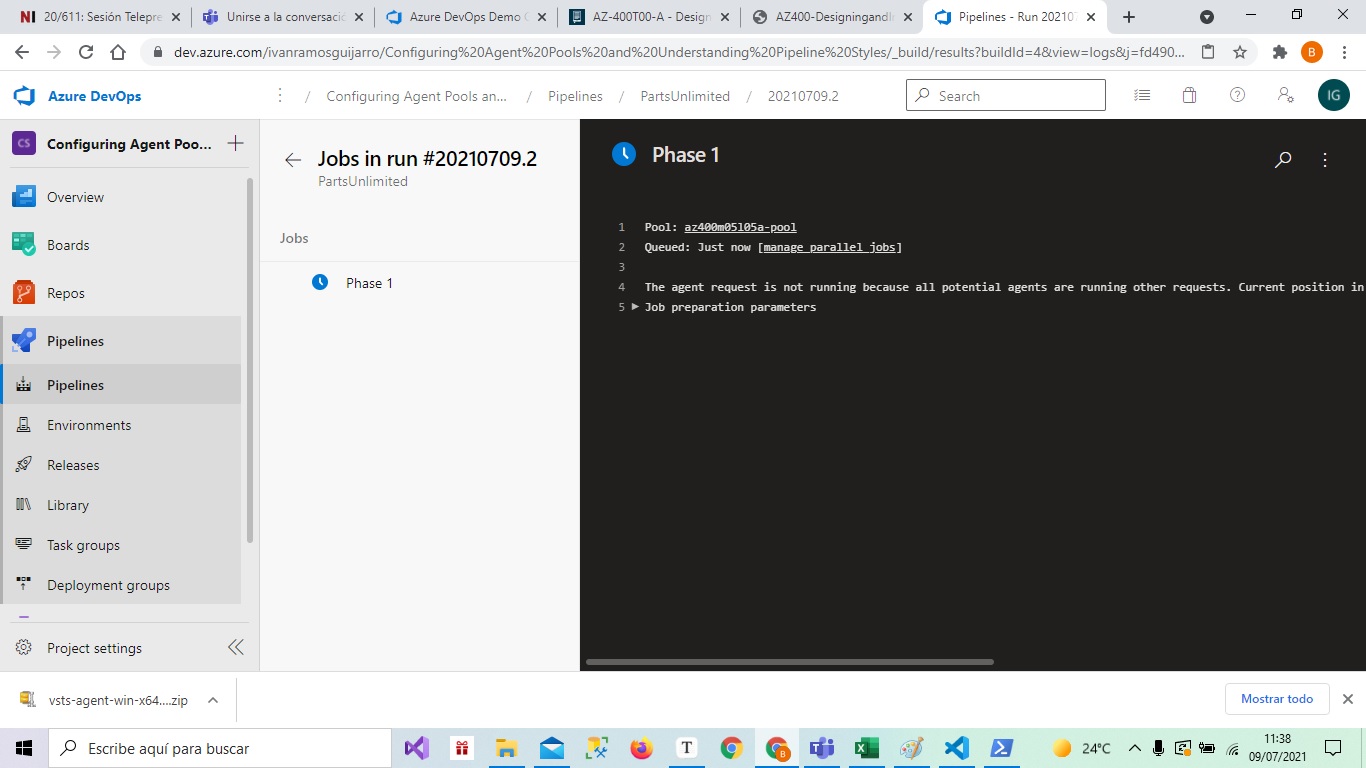 20/611: Sesión Telepre
Unirse a la conversació
Azure DevOps Demo G
AZ-400T00-A - Design
AZ400-DesigningandI
Pipelines - Run 202107
dev.azure.com/ivanramosguijarro/Configuring%20Agent%20Pools%20and%20Understanding%20Pipeline%20Styles/_build/results?buildId=4&view=logs&j=fd490...
B
Azure DevOps
/ Configuring Agent Pools an... / Pipelines / PartsUnlimited / 20210709.2
Search
IG
CS
Configuring Agent Poo...
Overview
Boards
Repos
Pipelines
Pipelines
Environments
Releases
Library
Task groups
Deployment groups
Project settings
Jobs in run #20210709.2
PartsUnlimited
Jobs
Phase 1
Phase 1
1 Pool: az400m05l05a-pool
2 Queued: Just now [manage parallel jobs]
3
4 The agent request is not running because all potential agents are running other requests. Current position in
5 Job preparation parameters
vsts-agent-win-x64....zip
Mostrar todo
Escribe aquí para buscar
T
B
24°C
11:38
09/07/2021